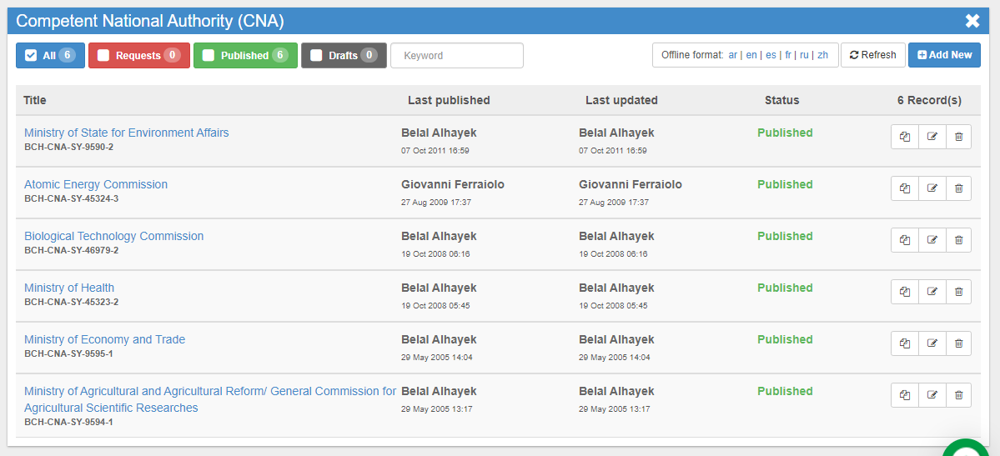 Competent National Authority (CNA)
All 6 Requests 0 Published 6 Drafts 0 Keyword Offline format: ar | en | es | fr | ru | zh Refresh Add New
Title Last published Last updated Status 6 Record(s)
Ministry of State for Environment Affairs Belal Alhayek Belal Alhayek Published
BCH-CNA-SY-9590-2 07 Oct 2011 16:59 07 Oct 2011 16:59
Atomic Energy Commission Giovanni Ferraiolo Giovanni Ferraiolo Published
BCH-CNA-SY-45324-3 27 Aug 2009 17:37 27 Aug 2009 17:37
Biological Technology Commission Belal Alhayek Belal Alhayek Published
BCH-CNA-SY-46979-2 19 Oct 2008 06:16 19 Oct 2008 06:16
Ministry of Health Belal Alhayek Belal Alhayek Published
BCH-CNA-SY-45323-2 19 Oct 2008 05:45 19 Oct 2008 05:45
Ministry of Economy and Trade Belal Alhayek Belal Alhayek Published
BCH-CNA-SY-9595-1 29 May 2005 14:04 29 May 2005 14:04
Ministry of Agricultural and Agricultural Reform/ General Commission for Belal Alhayek Belal Alhayek Published
Agricultural Scientific Researches 29 May 2005 13:17 29 May 2005 13:17
BCH-CNA-SY-9594-1